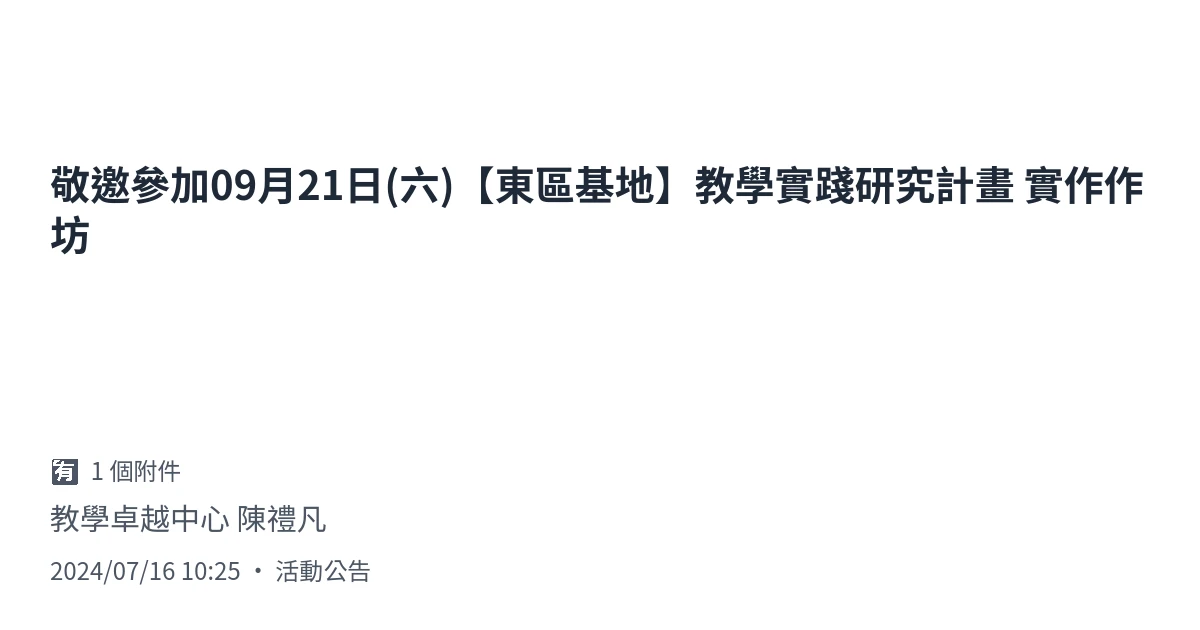 敬邀參加09月21日(六)【東區基地】教學實踐研究計畫 實作作
坊
有 1 個附件
教學卓越中心 陳禮凡
2024/07/16 10:25 • 活動公告